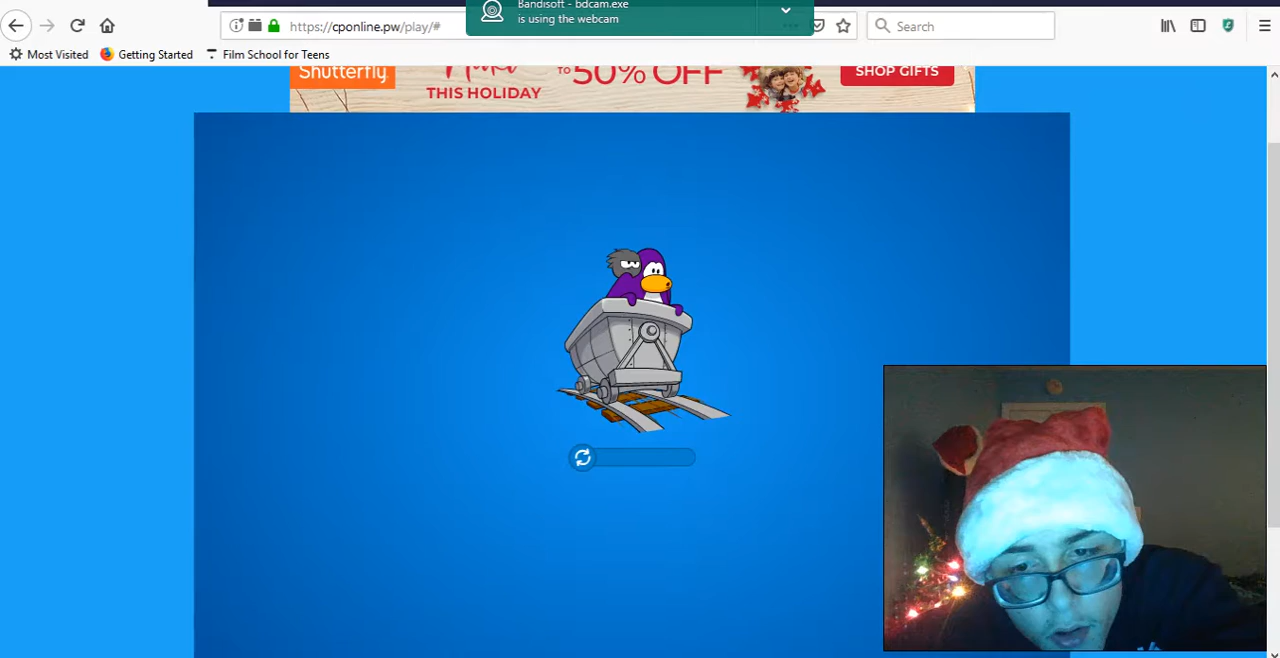 Bandisoft - bdcam.exe
is using the webcam
https://cponline.pw/play/#
Search
Most Visited
Getting Started
Film School for Teens
Shutterfly
TO 50% OFF
SHOP GIFTS
THIS HOLIDAY